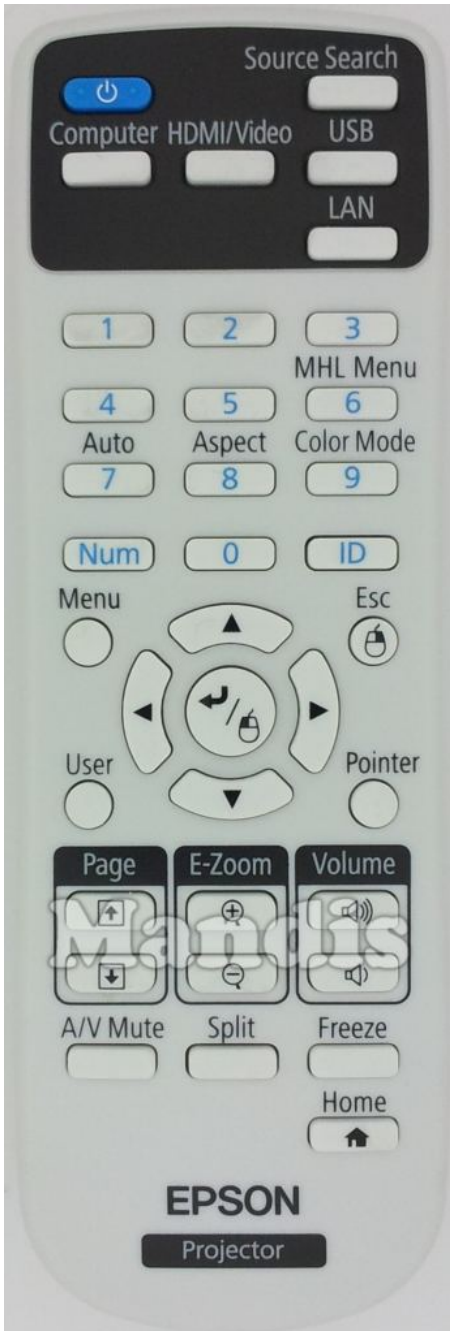 Source Search
Computer HDMI/Video USB
LAN
1 2 3
MHL Menu
4 5 6
Auto Aspect Color Mode
7 8 9
Num 0 ID
Menu Esc
User Pointer
Page E-Zoom Volume
Mandis
A/V Mute Split Freeze
Home
EPSON
Projector